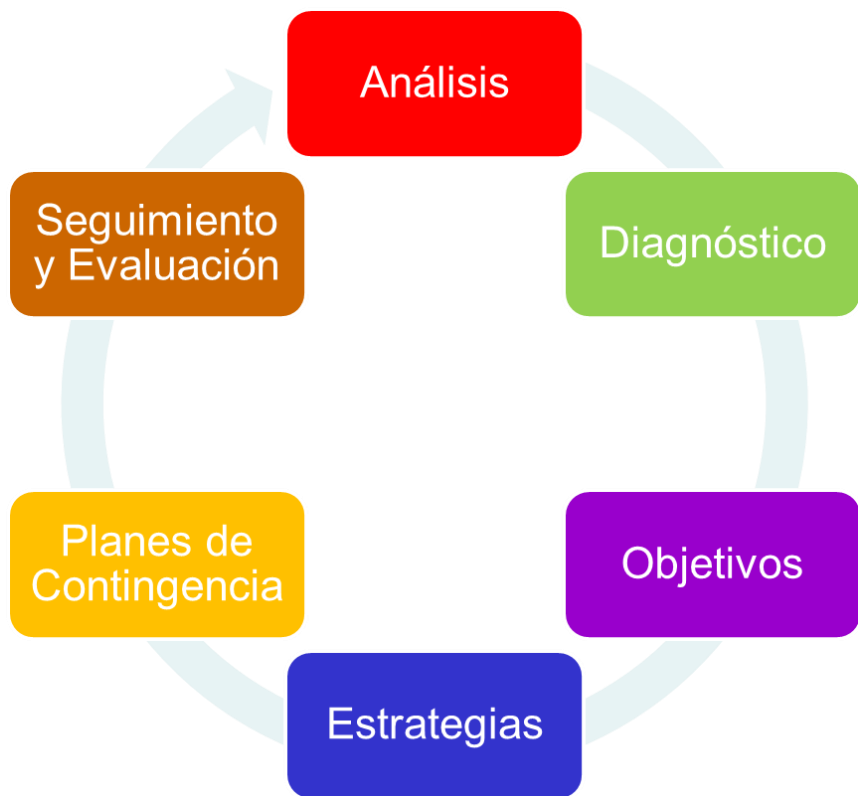 Análisis
Diagnóstico
Objetivos
Estrategias
Planes de
Contingencia
Seguimiento
y Evaluación